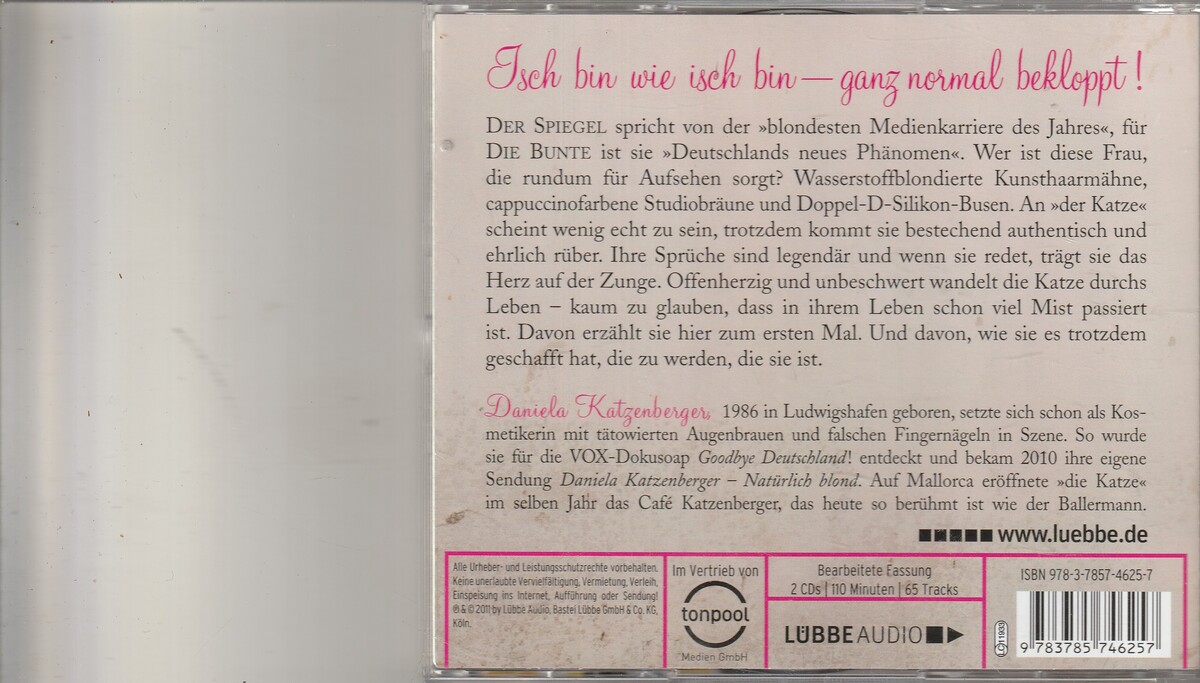 Isch bin wie isch bin – ganz normal bekloppt!
DER SPIEGEL spricht von der »blondesten Medienkarriere des Jahres«, für
DIE BUNTE ist sie »Deutschlands neues Phänomen«. Wer ist diese Frau,
die rundum für Aufsehen sorgt? Wasserstoffblondierte Kunsthaarmähne,
cappuccinofarbene Studiobräune und Doppel-D-Silikon-Busen. An »der Katze«
scheint wenig echt zu sein, trotzdem kommt sie bestechend authentisch und
ehrlich rüber. Ihre Sprüche sind legendär und wenn sie redet, trägt sie das
Herz auf der Zunge. Offenherzig und unbeschwert wandelt die Katze durchs
Leben – kaum zu glauben, dass in ihrem Leben schon viel Mist passiert
ist. Davon erzählt sie hier zum ersten Mal. Und davon, wie sie es trotzdem
geschafft hat, die zu werden, die sie ist.
Daniela Katzenberger, 1986 in Ludwigshafen geboren, setzte sich schon als Kos-
metikerin mit tätowierten Augenbrauen und falschen Fingernägeln in Szene. So wurde
sie für die VOX-Dokusoap Goodbye Deutschland! entdeckt und bekam 2010 ihre eigene
Sendung Daniela Katzenberger – Natürlich blond. Auf Mallorca eröffnete »die Katze«
im selben Jahr das Café Katzenberger, das heute so berühmt ist wie der Ballermann.
www.luebbe.de
Alle Urheber- und Leistungsschutzrechte vorbehalten.
Keine unerlaubte Vervielfältigung, Vermietung, Verleih,
Einspeisung ins Internet, Aufführung oder Sendung!
℗ & © 2011 by Lübbe Audio, Bastei Lübbe GmbH & Co. KG,
Köln.
Im Vertrieb von
tonpool
Medien GmbH
Bearbeitete Fassung
2 CDs | 110 Minuten | 65 Tracks
LÜBBE AUDIO
ISBN 978-3-7857-4625-7
LC 11933
9 783785 746257